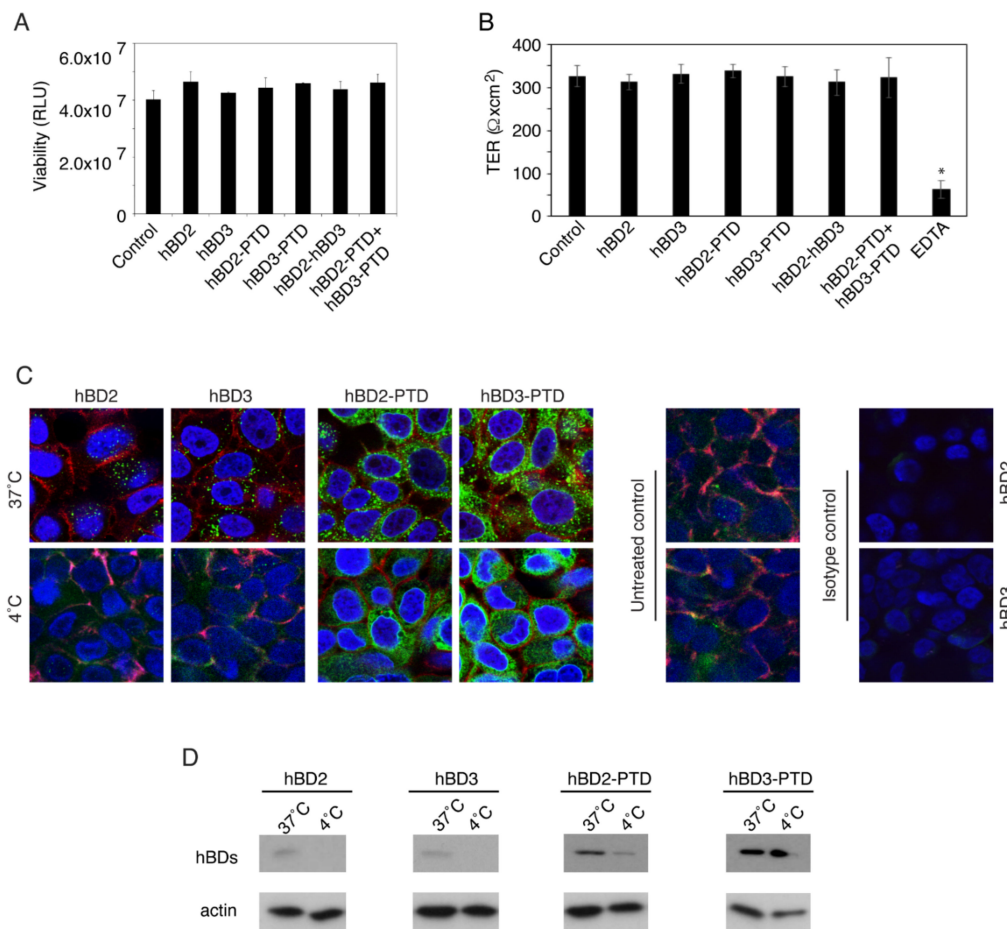 A
Viability (RLU)
6.0x10 7
4.0x10 7
2.0x10 7
0
Control
hBD2
hBD3
hBD2-PTD
hBD3-PTD
hBD2-hBD3
hBD2-PTD+
hBD3-PTD
B
TER (Ωxcm2)
400
300
200
100
0
*
Control
hBD2
hBD3
hBD2-PTD
hBD3-PTD
hBD2-hBD3
hBD2-PTD+
hBD3-PTD
EDTA
C
hBD2 hBD3 hBD2-PTD hBD3-PTD
37°C
4°C
Untreated control
Isotype control
hBD2
hBD3
D
hBD2 hBD3 hBD2-PTD hBD3-PTD
37°C 4°C 37°C 4°C 37°C 4°C 37°C 4°C
hBDs
actin